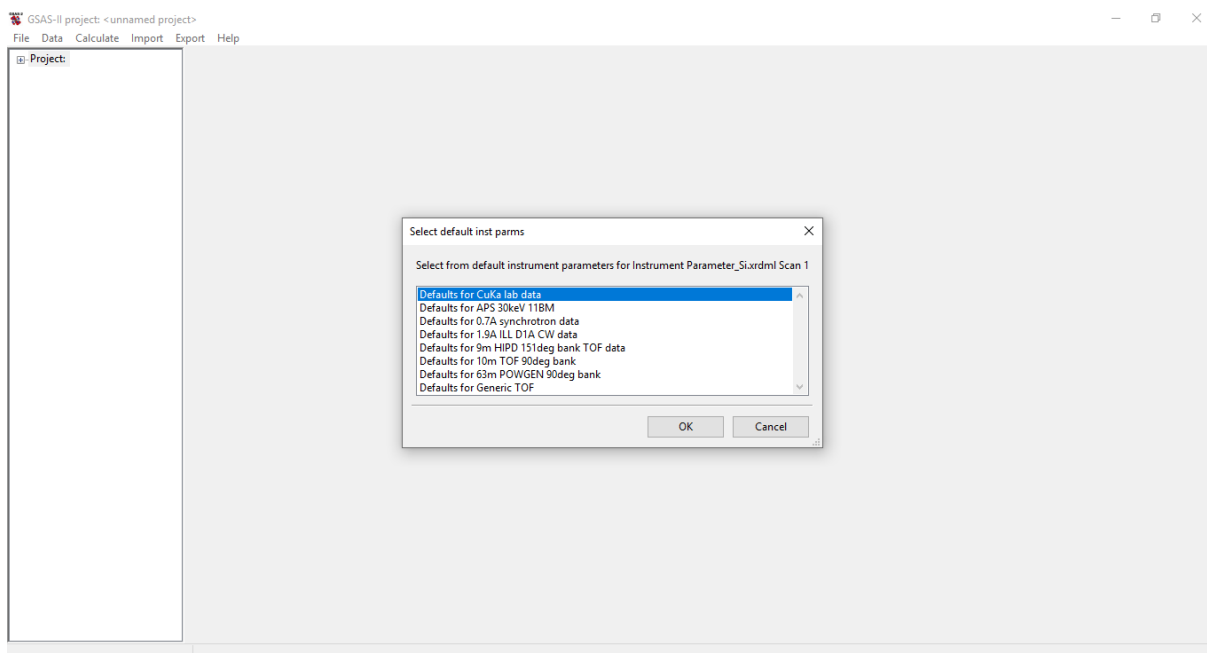 GSAS-II project: <unnamed project>
File Data Calculate Import Export Help
Project:
Select default inst parms
Select from default instrument parameters for Instrument Parameter_Si.xrdml Scan 1
Defaults for CuKa lab data
Defaults for APS 30keV 11BM
Defaults for 0.7A synchrotron data
Defaults for 1.9A ILL D1A CW data
Defaults for 9m HIPD 151deg bank TOF data
Defaults for 10m TOF 90deg bank
Defaults for 63m POWGEN 90deg bank
Defaults for Generic TOF
OK Cancel